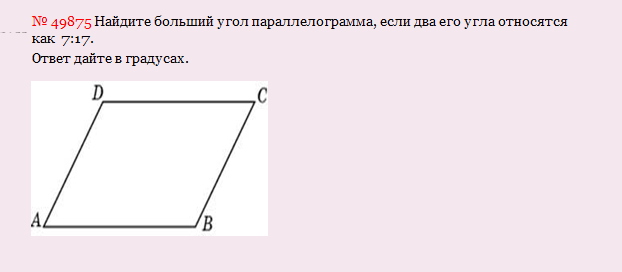 № 49875 Найдите больший угол параллелограмма, если два его угла относятся
как 7:17.
Ответ дайте в градусах.
D
C
A
B